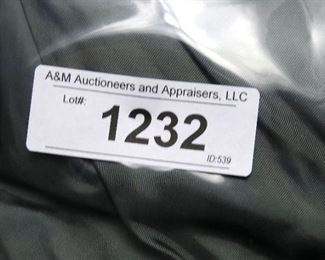 A&M Auctioneers and Appraisers, LLC
Lot#:
1232
ID:539